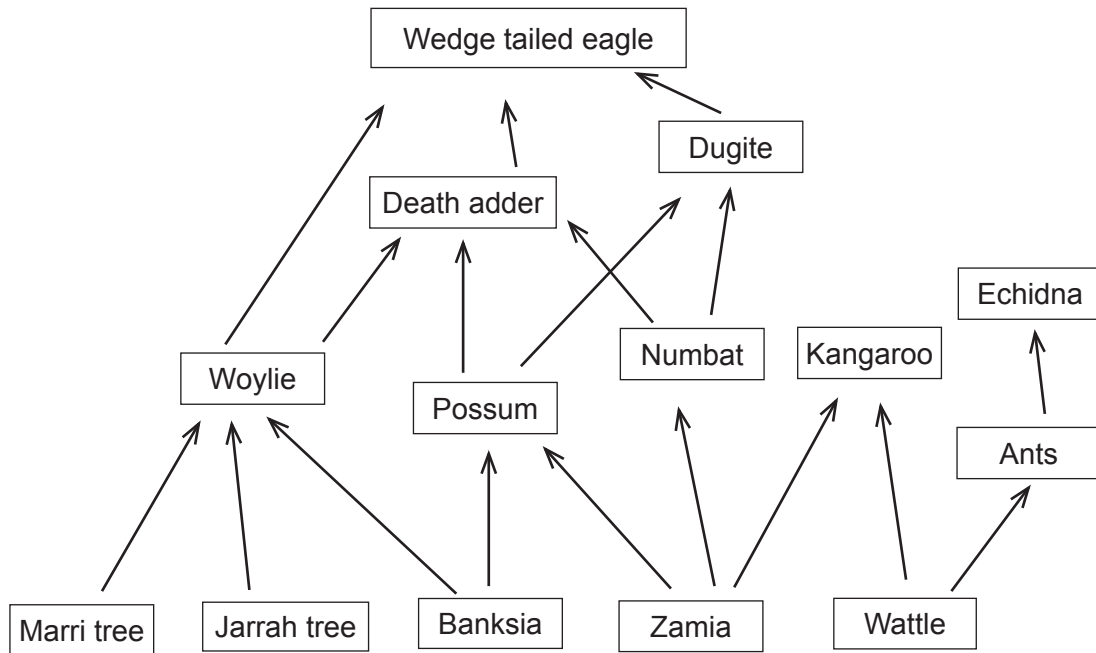 Wedge tailed eagle
Dugite
Death adder
Echidna
Numbat
Kangaroo
Woylie
Possum
Ants
Marri tree
Jarrah tree
Banksia
Zamia
Wattle